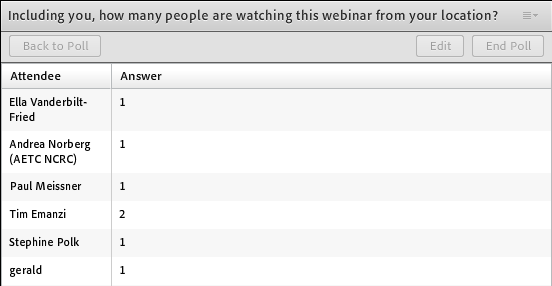 Including you, how many people are watching this webinar from your location?
Back to Poll Edit End Poll
Attendee Answer
Ella Vanderbilt- 1
Fried
Andrea Norberg 1
(AETC NCRC)
Paul Meissner 1
Tim Emanzi 2
Stephine Polk 1
gerald 1